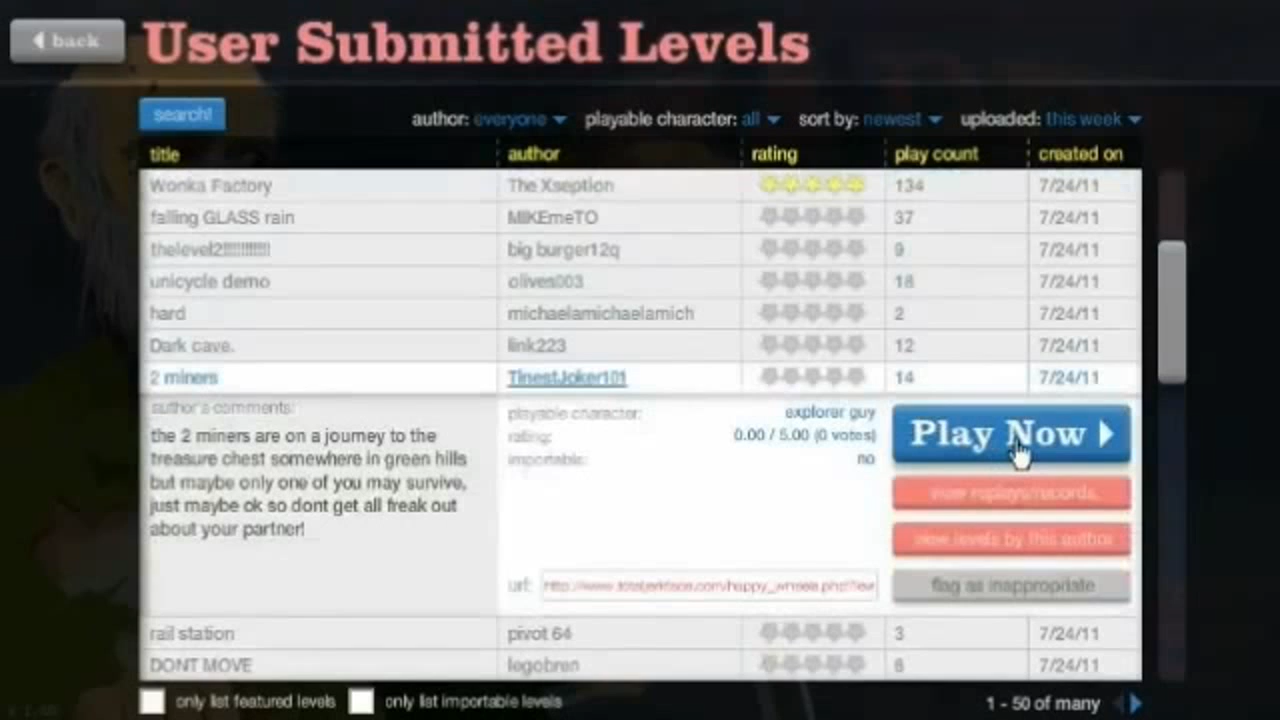 back
User Submitted Levels
search!
author: everyone playable character: all sort by: newest uploaded: this week
title author rating play count created on
Wonka Factory The Xseption 134 7/24/11
falling GLASS rain MIKEmeTO 37 7/24/11
thelevel2!!!!!!!!!!!! big burger12q 9 7/24/11
unicycle demo olives003 18 7/24/11
hard michaelamichaelamich 2 7/24/11
Dark cave. link223 12 7/24/11
2 miners TinestJoker101 14 7/24/11
author's comments:
the 2 miners are on a journey to the
treasure chest somewhere in green hills
but maybe only one of you may survive,
just maybe ok so dont get all freak out
about your partner!
playable character: explorer guy
rating: 0.00 / 5.00 (0 votes)
importable: no
url:
Play Now
view replays/records.
view levels by this author
flag as inappropriate
rail station pivot 64 3 7/24/11
DONT MOVE legobren 6 7/24/11
only list featured levels only list importable levels
1 - 50 of many